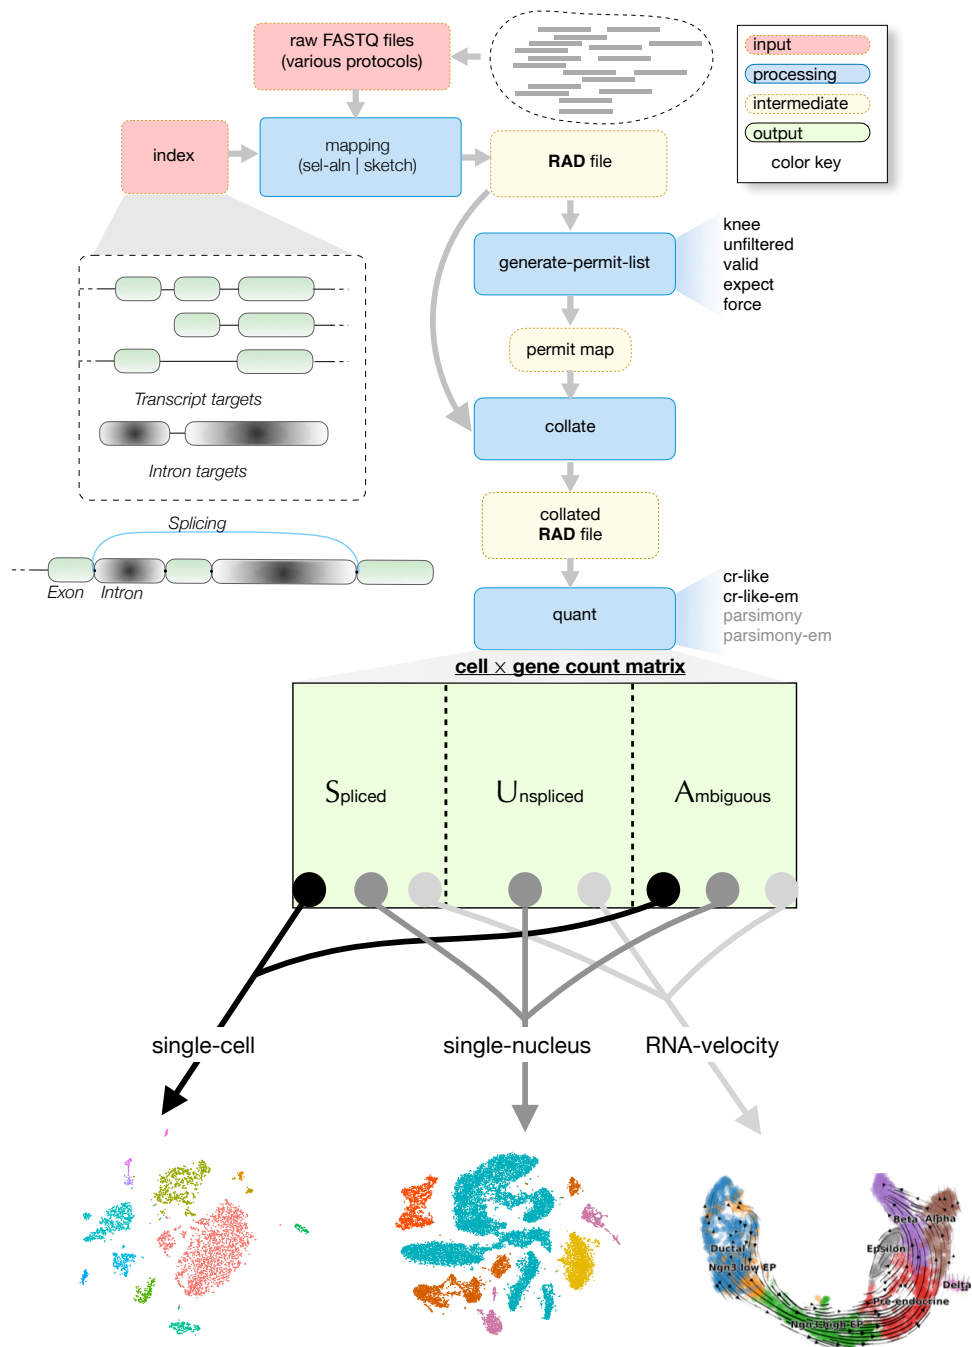 raw FASTQ files
(various protocols)
input
processing
intermediate
output
color key
index
mapping
(sel-aln | sketch)
RAD file
generate-permit-list
knee
unfiltered
valid
expect
force
permit map
Transcript targets
Intron targets
collate
collated
RAD file
Splicing
Exon
Intron
quant
cr-like
cr-like-em
parsimony
parsimony-em
cell × gene count matrix
Spliced
Unspliced
Ambiguous
single-cell
single-nucleus
RNA-velocity
Beta
Alpha
Ductal
Epsilon
Ngn3 low EP
Delta
Pre-endocrine
Ngn3 high EP